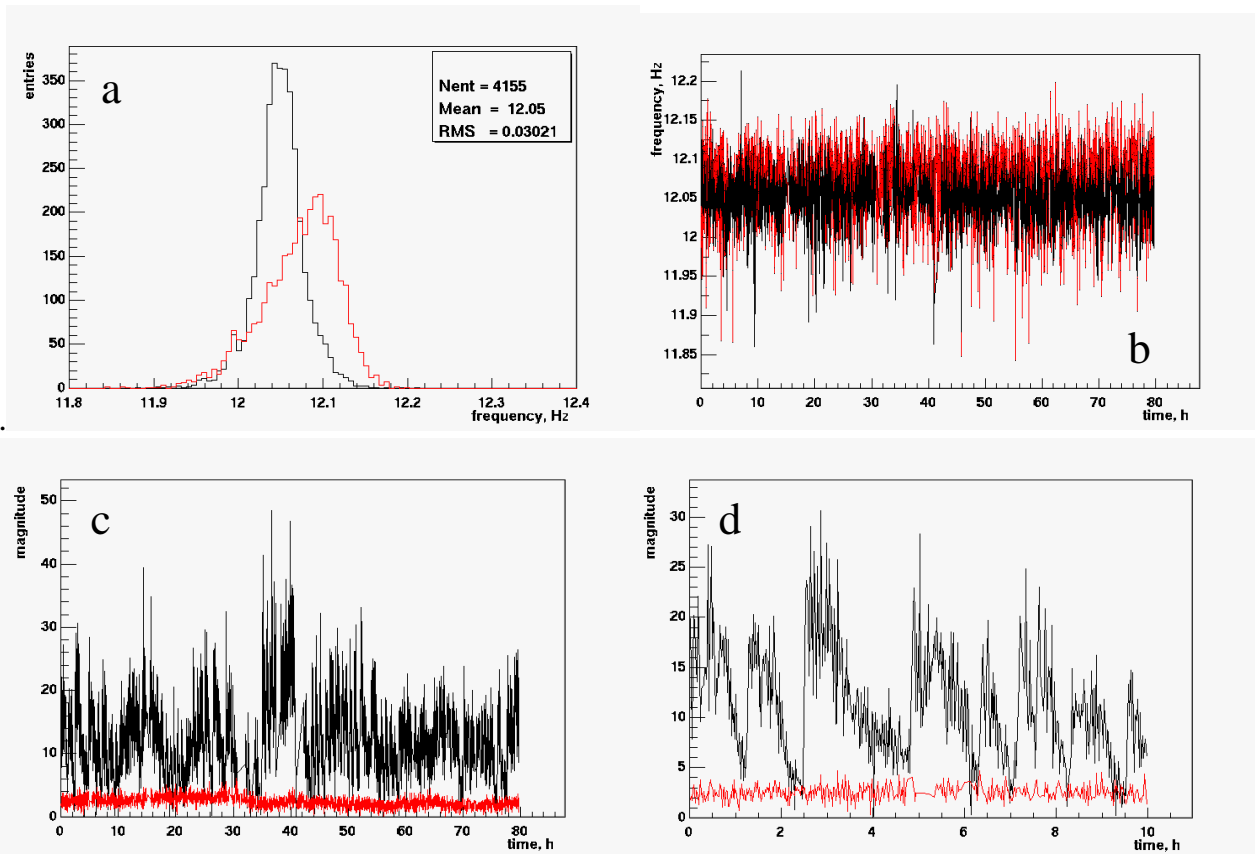 entries
350
300
250
200
150
100
50
0
a
Nent = 4155
Mean = 12.05
RMS = 0.03021
11.8 11.9 12 12.1 12.2 12.3 12.4
frequency, Hz
frequency, Hz
12.2
12.15
12.1
12.05
12
11.95
11.9
11.85
b
0 10 20 30 40 50 60 70 80
time, h
.
magnitude
50
40
30
20
10
0
c
0 10 20 30 40 50 60 70 80
time, h
magnitude
30
25
20
15
10
5
0
d
0 2 4 6 8 10
time, h